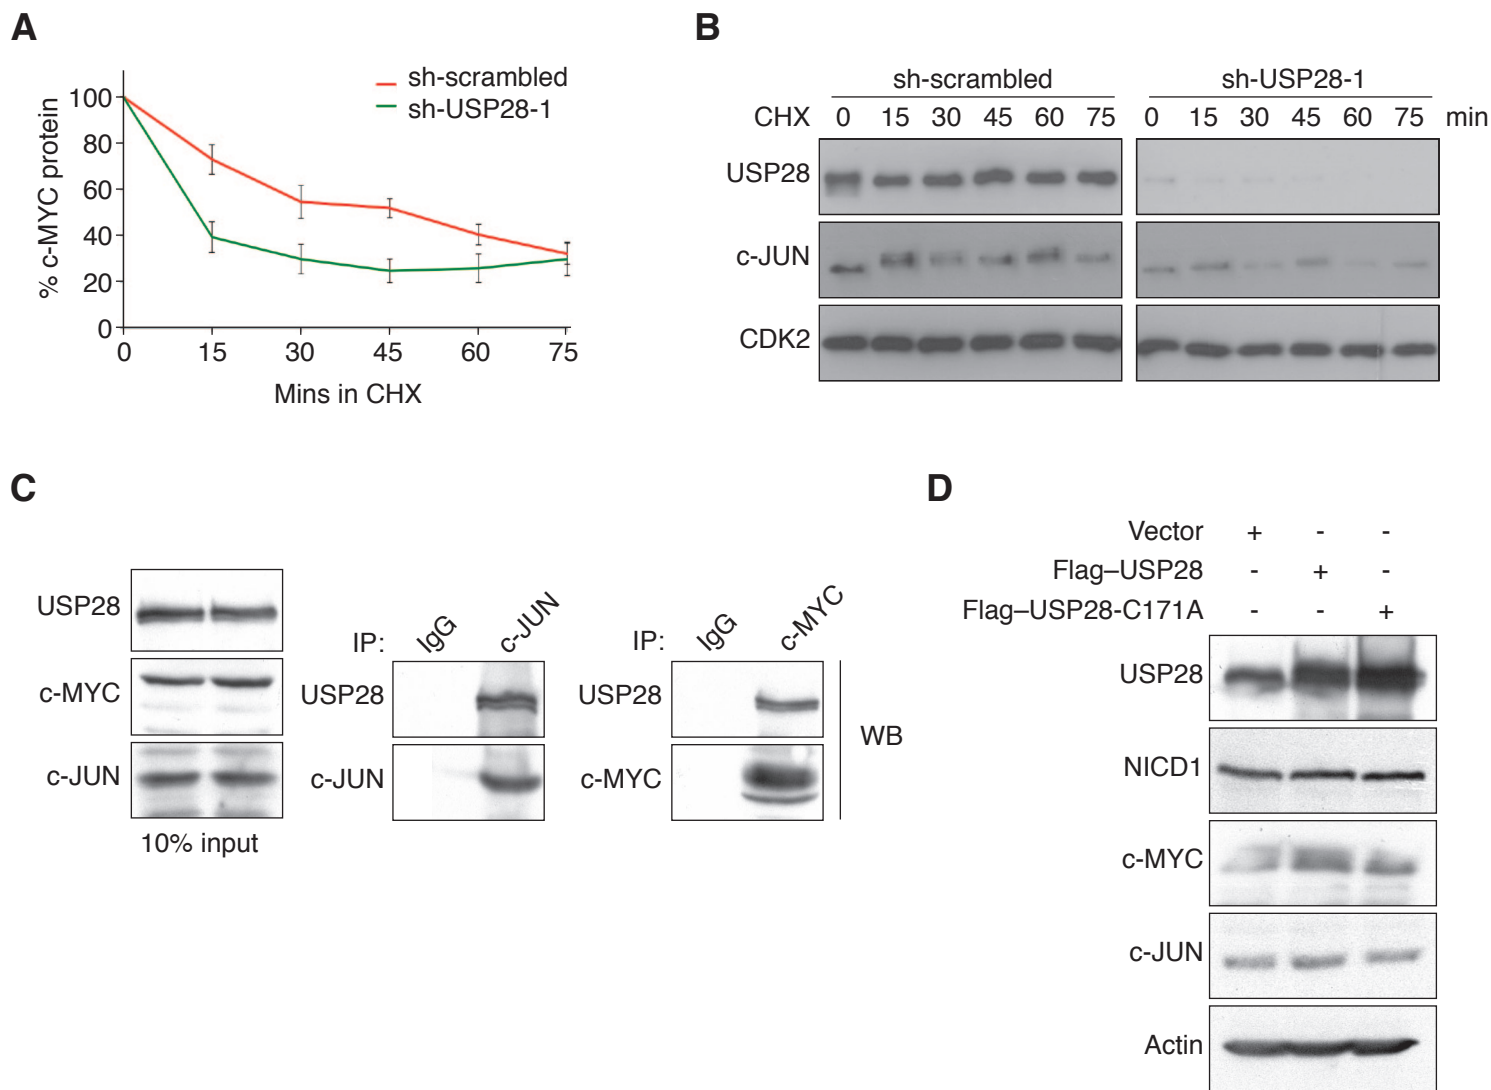 A
sh-scrambled
sh-USP28-1
% c-MYC protein
100
80
60
40
20
0
0 15 30 45 60 75
Mins in CHX
B
sh-scrambled sh-USP28-1
CHX 0 15 30 45 60 75 0 15 30 45 60 75 min
USP28
c-JUN
CDK2
C
USP28
c-MYC
c-JUN
10% input
IP: IgG c-JUN
USP28
c-JUN
IP: IgG c-MYC
USP28
c-MYC
WB
D
Vector + - -
Flag–USP28 - + -
Flag–USP28-C171A - - +
USP28
NICD1
c-MYC
c-JUN
Actin